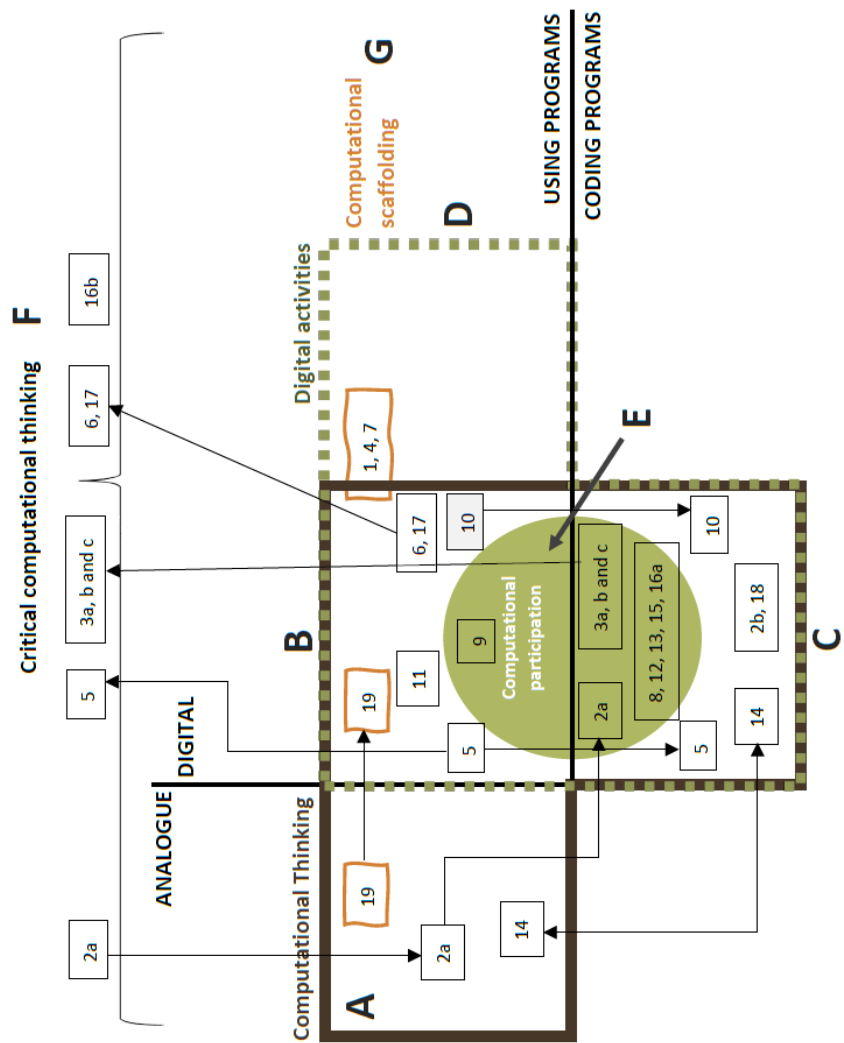 Critical computational thinking
F
2a
5
3a, b and c
6, 17
16b
ANALOGUE
DIGITAL
Computational Thinking
B
Digital activities
A
19
19
1, 4, 7
Computational
scaffolding
G
11
6, 17
2a
5
10
D
9
14
Computational
participation
USING PROGRAMS
CODING PROGRAMS
2a
3a, b and c
E
8, 12, 13, 15, 16a
5
10
14
2b, 18
C